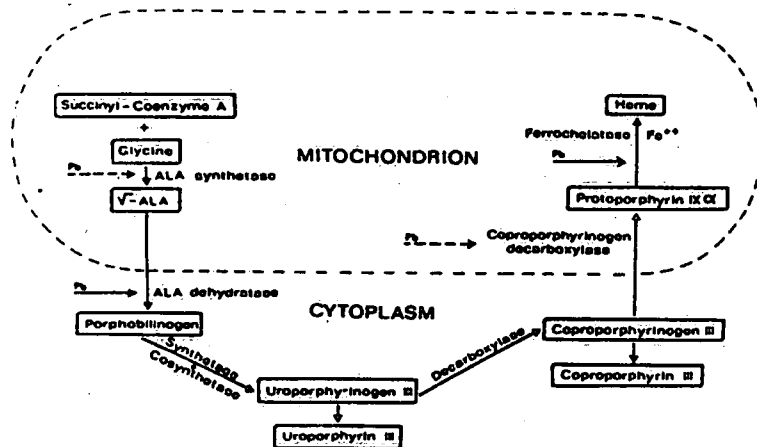 Succinyl-Coenzyme A
+
Glycine
Pb
ALA synthetase
√-ALA
MITOCHONDRION
Heme
Ferrochelatase
Fe++
Pb
Protoporphyrin IX α
Pb
Coproporphyrinogen
decarboxylase
Pb
ALA dehydratase
CYTOPLASM
Porphobilinogen
Synthetase
Cosynthetase
Uroporphyrinogen III
Uroporphyrin III
Decarboxylase
Coproporphyrinogen III
Coproporphyrin III